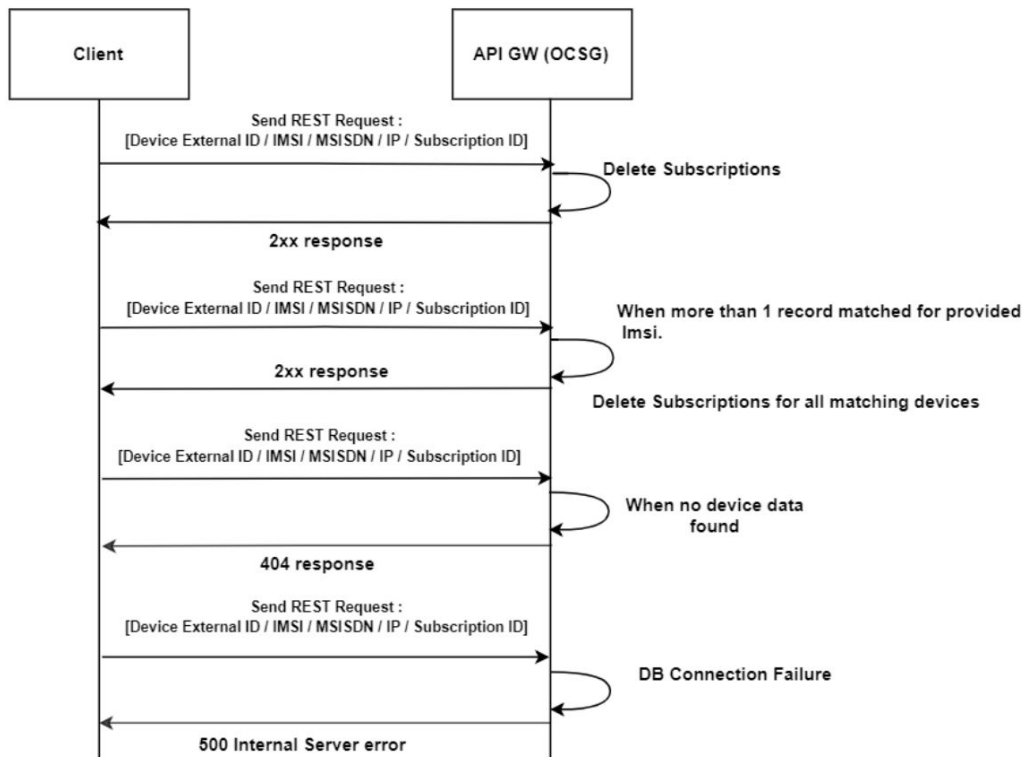 Client
API GW (OCSG)
Send REST Request :
[Device External ID / IMSI / MSISDN / IP / Subscription ID]
Delete Subscriptions
2xx response
Send REST Request :
[Device External ID / IMSI / MSISDN / IP / Subscription ID]
When more than 1 record matched for provided
Imsi.
2xx response
Delete Subscriptions for all matching devices
Send REST Request :
[Device External ID / IMSI / MSISDN / IP / Subscription ID]
When no device data
found
404 response
Send REST Request :
[Device External ID / IMSI / MSISDN / IP / Subscription ID]
DB Connection Failure
500 Internal Server error